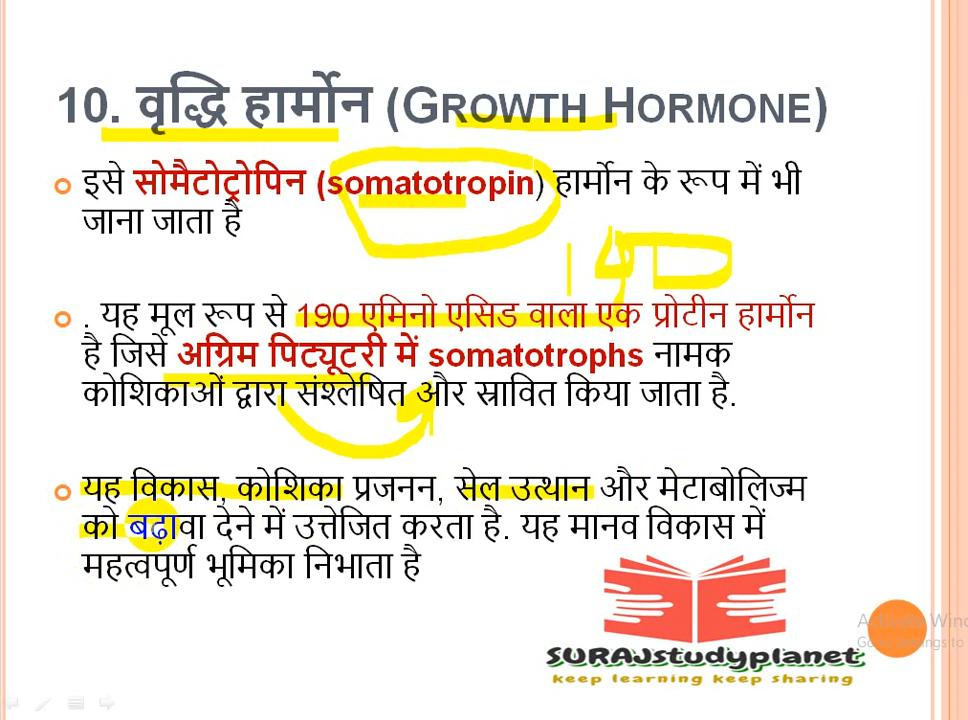 10. वृद्धि हार्मोन (GROWTH HORMONE)
इसे सोमैटोट्रोपिन (somatotropin) हार्मोन के रूप में भी
जाना जाता है
190
. यह मूल रूप से 190 एमिनो एसिड वाला एक प्रोटीन हार्मोन
है जिसे अग्रिम पिट्यूटरी में somatotrophs नामक
कोशिकाओं द्वारा संश्लेषित और स्रावित किया जाता है.
यह विकास, कोशिका प्रजनन, सेल उत्थान और मेटाबोलिज्म
को बढ़ावा देने में उत्तेजित करता है. यह मानव विकास में
महत्वपूर्ण भूमिका निभाता है
SURAJstudyplanet
keep learning keep sharing